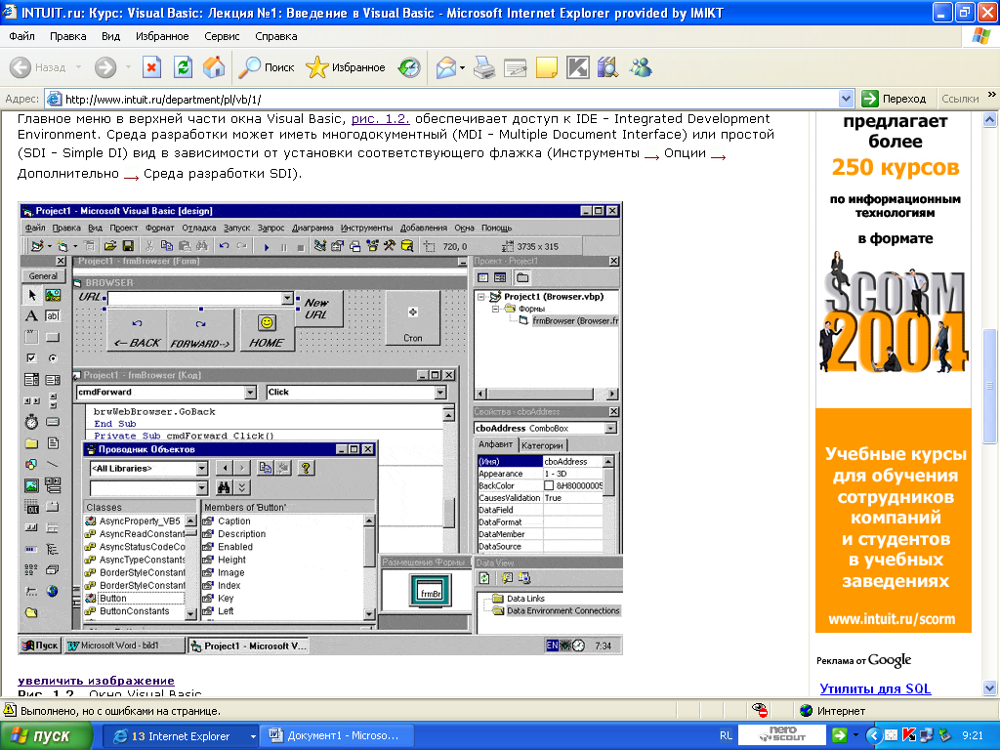 INTUIT.ru: Курс: Visual Basic: Лекция №1: Введение в Visual Basic - Microsoft Internet Explorer provided by IMIKT
Файл Правка Вид Избранное Сервис Справка
Назад Поиск Избранное
Адрес: http://www.intuit.ru/department/pl/vb/1/ Переход Ссылки »
Главное меню в верхней части окна Visual Basic, рис. 1.2. обеспечивает доступ к IDE - Integrated Development
Environment. Среда разработки может иметь многодокументный (MDI - Multiple Document Interface) или простой
(SDI - Simple DI) вид в зависимости от установки соответствующего флажка (Инструменты → Опции →
Дополнительно → Среда разработки SDI).
Project1 - Microsoft Visual Basic [design]
Файл Правка Вид Проект Формат Отладка Запуск Запрос Диаграмма Инструменты Добавления Окна Помощь
720, 0 3735 x 315
General
Project1 - frmBrowser (Form)
BROWSER
URL
New
URL
<--BACK FORWARD--> HOME
Стоп
Проект - Project1
Project1 (Browser.vbp)
Формы
frmBrowser (Browser.fr
Project1 - frmBrowser (Код)
cmdForward Click
brwWebBrowser.GoBack
End Sub
Private Sub cmdForward_Click()
Проводник Объектов
<All Libraries>
Classes Members of 'Button'
AsyncProperty_VB5 Caption
AsyncReadConstant Description
AsyncStatusCodeCo Enabled
AsyncTypeConstants Height
BorderStyleConstant Image
BorderStyleConstant Index
Button Key
ButtonConstants Left
Свойства - cboAddress
cboAddress ComboBox
Алфавит Категории
(Имя) cboAddress
Appearance 1 - 3D
BackColor &H80000005
CausesValidation True
DataField
DataFormat
DataMember
DataSource
Размещение Формы
frmBr
Data View
Data Links
Data Environment Connections
Пуск Microsoft Word - bild1 Project1 - Microsoft V... EN 7:34
увеличить изображение
Рис. 1.2. Окно Visual Basic
предлагает
более
250 курсов
по информационным
технологиям
в формате
SCORM
2004
Учебные курсы
для обучения
сотрудников
компаний
и студентов
в учебных
заведениях
www.intuit.ru/scorm
Реклама от Google
Утилиты для SQL
Выполнено, но с ошибками на странице. Интернет
пуск 13 Internet Explorer Документ1 - Microso... RL nero SCOUT 9:21